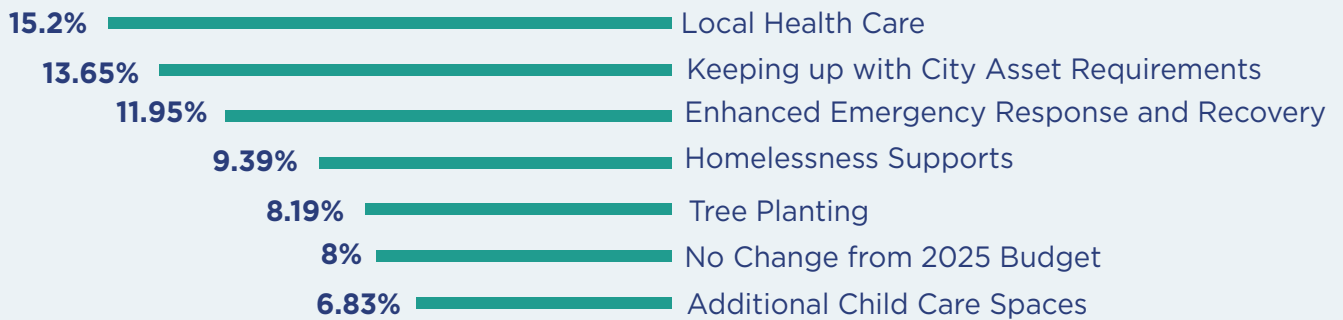 15.2% Local Health Care
13.65% Keeping up with City Asset Requirements
11.95% Enhanced Emergency Response and Recovery
9.39% Homelessness Supports
8.19% Tree Planting
8% No Change from 2025 Budget
6.83% Additional Child Care Spaces